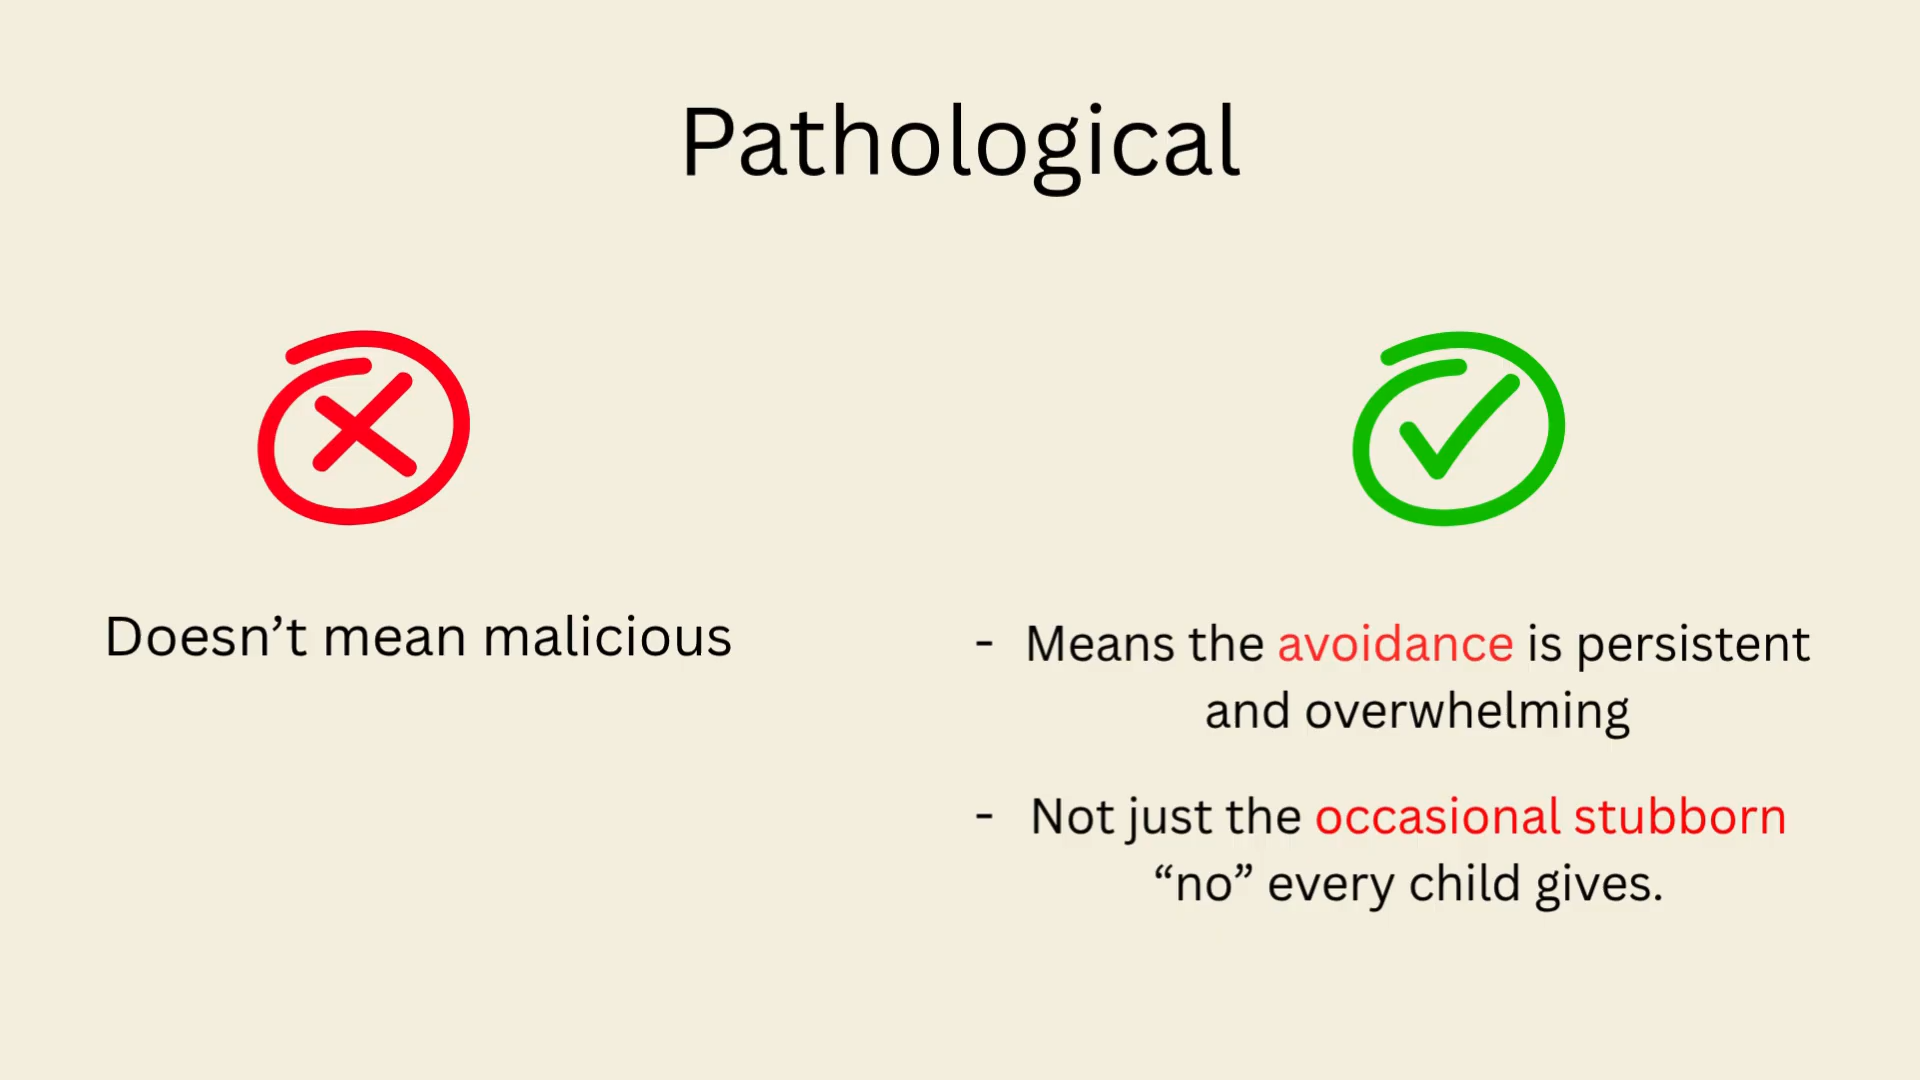 Pathological
Doesn’t mean malicious
- Means the avoidance is persistent
and overwhelming
- Not just the occasional stubborn
“no” every child gives.